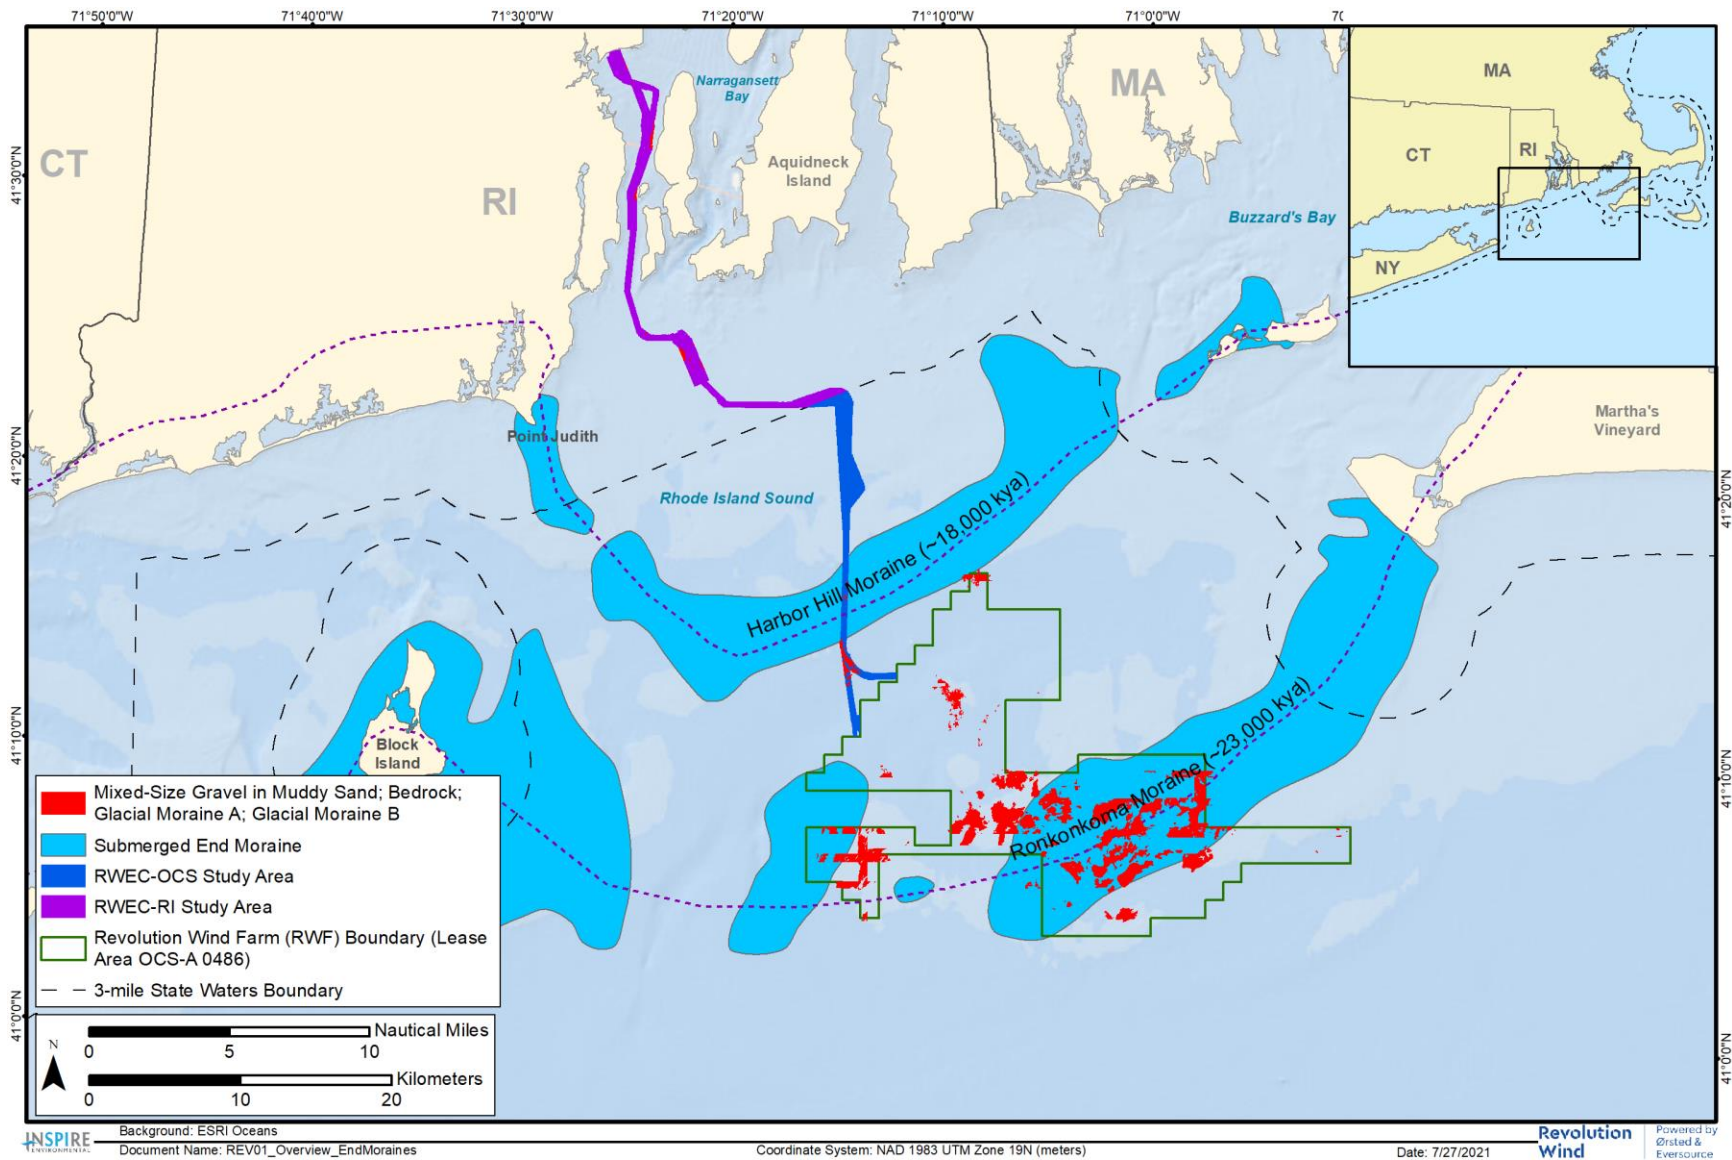 71°50'0"W
71°40'0"W
71°30'0"W
71°20'0"W
71°10'0"W
71°0'0"W
CT
RI
MA
Narragansett
Bay
Aquidneck
Island
Buzzard's Bay
MA
CT
RI
NY
41°30'0"N
41°20'0"N
41°10'0"N
41°0'0"N
41°20'0"N
41°10'0"N
41°0'0"N
Martha's
Vineyard
Point Judith
Rhode Island Sound
Harbor Hill Moraine (~18,000 kya)
Ronkonkoma Moraine (~23,000 kya)
Block
Island
Mixed-Size Gravel in Muddy Sand; Bedrock;
Glacial Moraine A; Glacial Moraine B
Submerged End Moraine
RWEC-OCS Study Area
RWEC-RI Study Area
Revolution Wind Farm (RWF) Boundary (Lease
Area OCS-A 0486)
3-mile State Waters Boundary
N
Nautical Miles
0 5 10
Kilometers
0 10 20
INSPIRE
ENVIRONMENTAL
Background: ESRI Oceans
Document Name: REV01_Overview_EndMoraines
Coordinate System: NAD 1983 UTM Zone 19N (meters)
Date: 7/27/2021
Revolution
Wind
Powered by
Ørsted &
Eversource